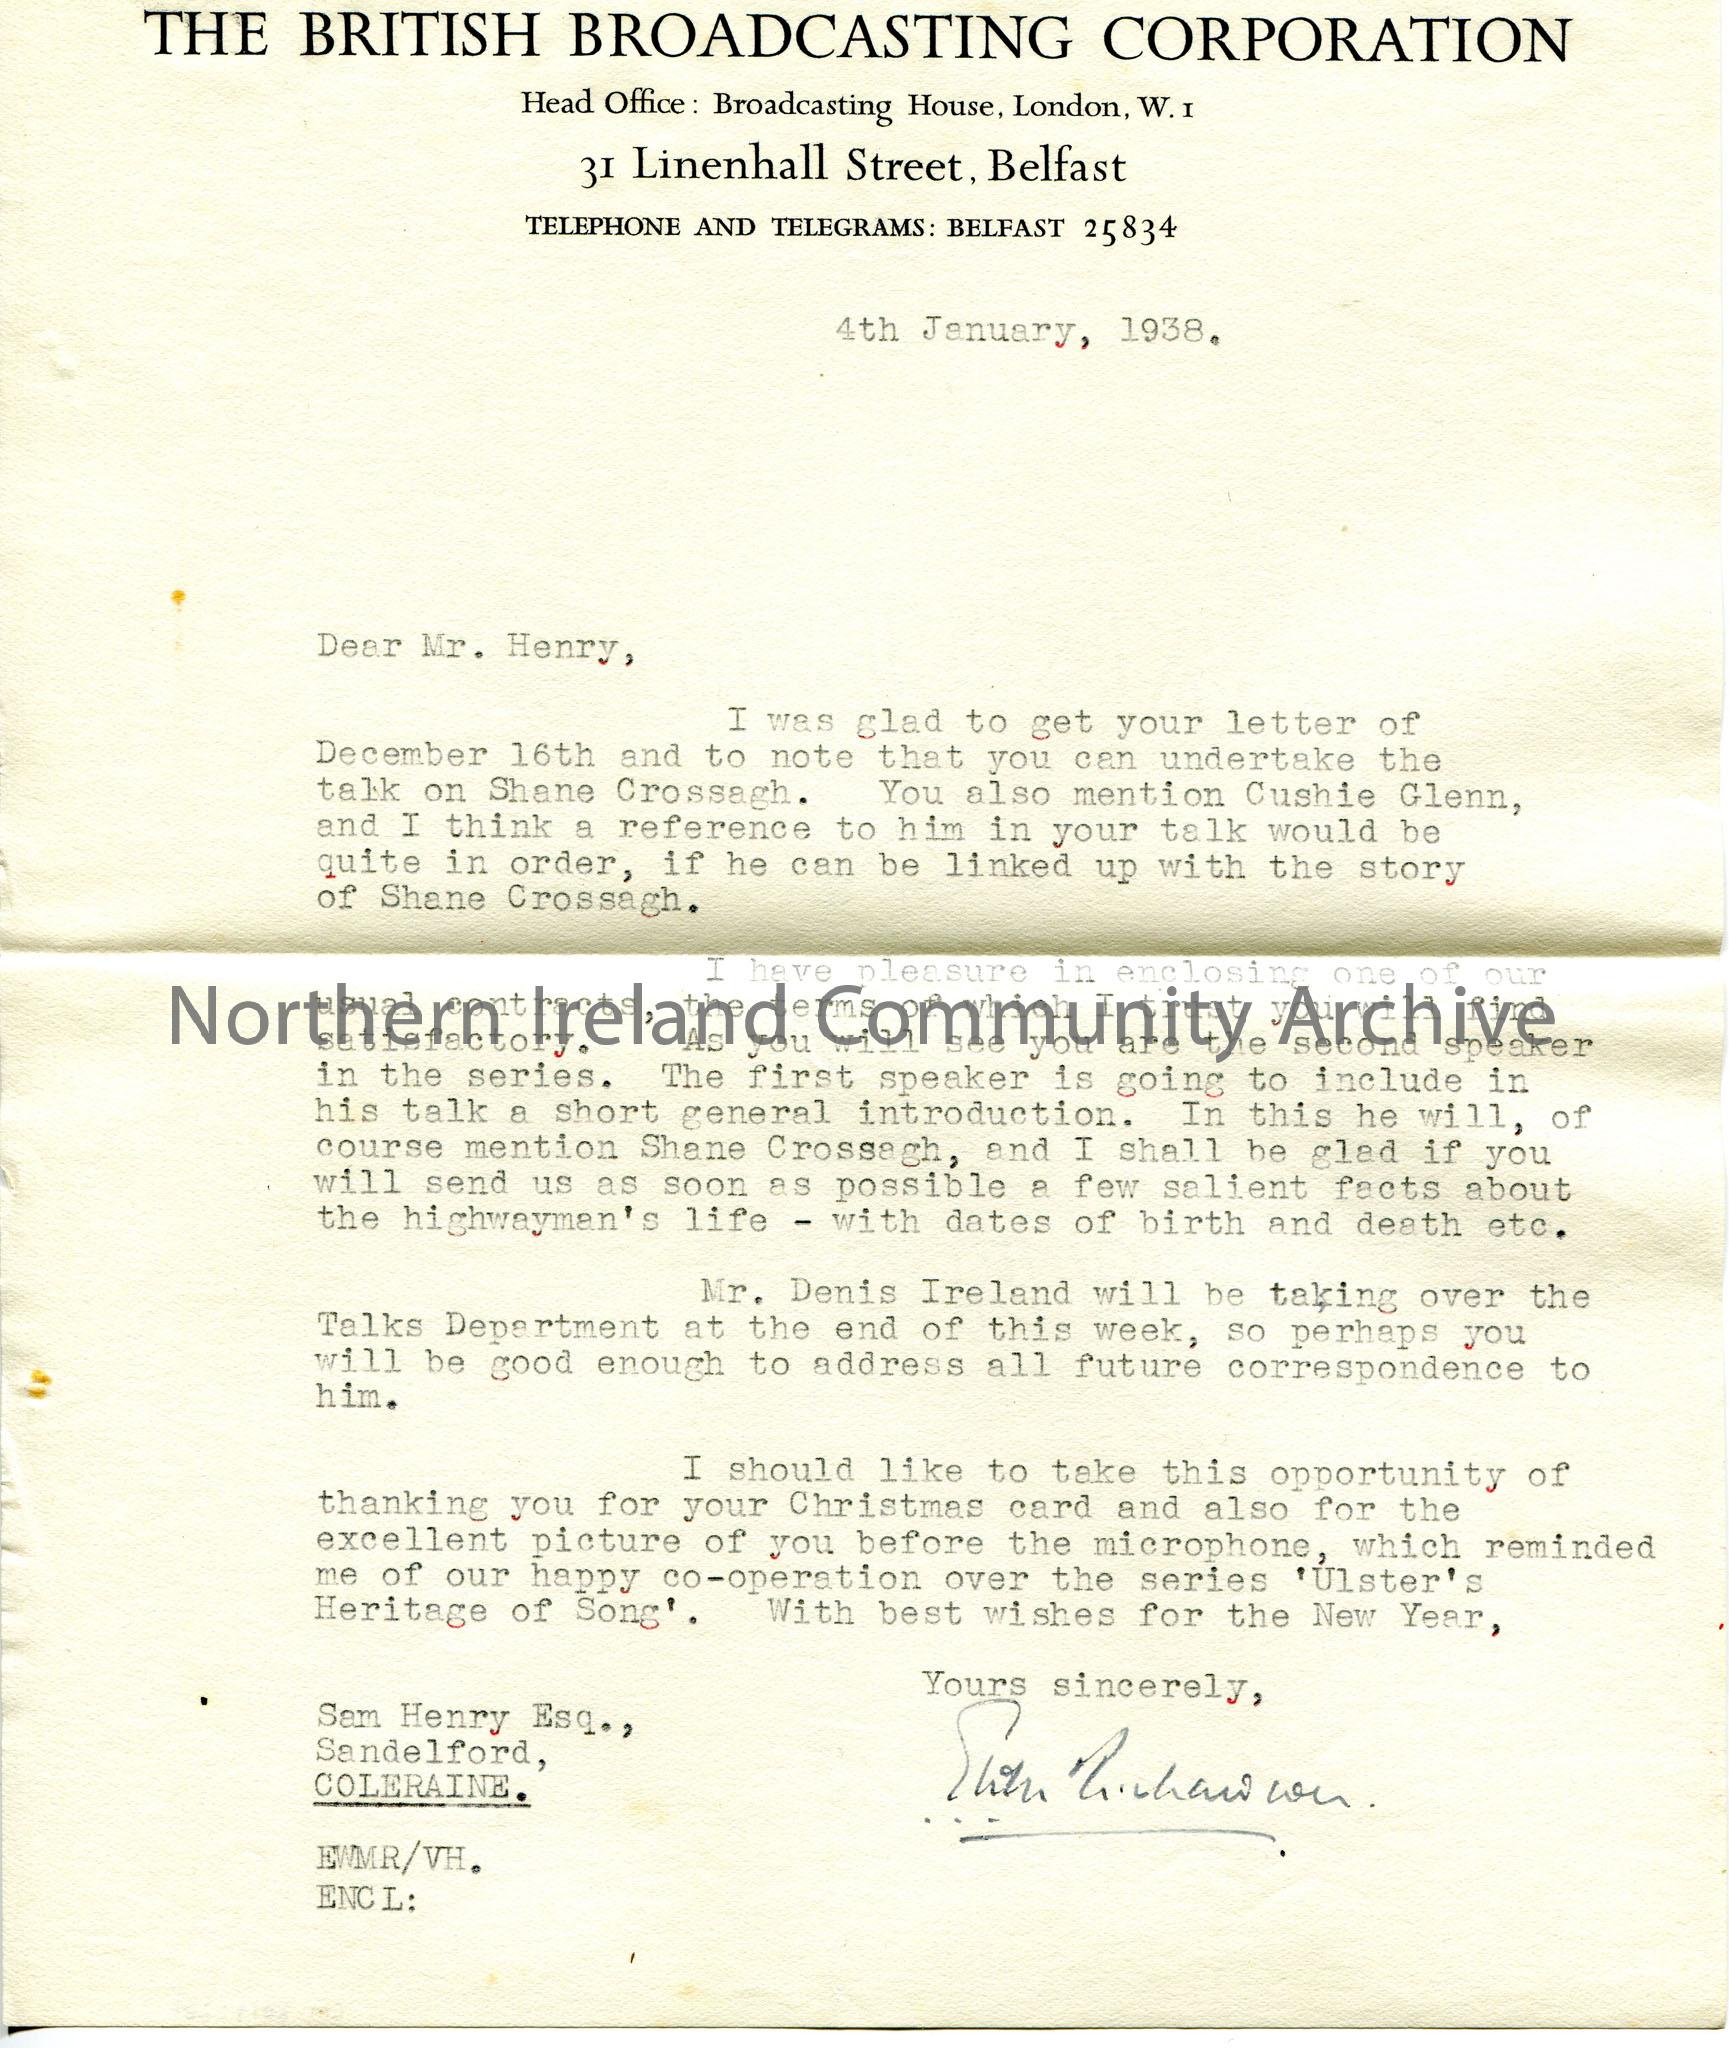 THE BRITISH BROADCASTING CORPORATION
Head Office: Broadcasting House, London, W.1
31 Linenhall Street, Belfast
TELEPHONE AND TELEGRAMS: BELFAST 25834
4th January, 1938.
Dear Mr. Henry,
I was glad to get your letter of
December 16th and to note that you can undertake the
talk on Shane Crossagh. You also mention Cushie Glenn,
and I think a reference to him in your talk would be
quite in order, if he can be linked up with the story
of Shane Crossagh.
I have pleasure in enclosing one of our
usual contracts, the terms of which I trust you will find
Northern Ireland Community Archive
satisfactory. As you will see you are the second speaker
in the series. The first speaker is going to include in
his talk a short general introduction. In this he will, of
course mention Shane Crossagh, and I shall be glad if you
will send us as soon as possible a few salient facts about
the highwayman's life - with dates of birth and death etc.
Mr. Denis Ireland will be taking over the
Talks Department at the end of this week, so perhaps you
will be good enough to address all future correspondence to
him.
I should like to take this opportunity of
thanking you for your Christmas card and also for the
excellent picture of you before the microphone, which reminded
me of our happy co-operation over the series 'Ulster's
Heritage of Song'. With best wishes for the New Year,
Yours sincerely,
Richardson.
Sam Henry Esq.,
Sandelford,
COLERAINE.
EWMR/VH.
ENCL: